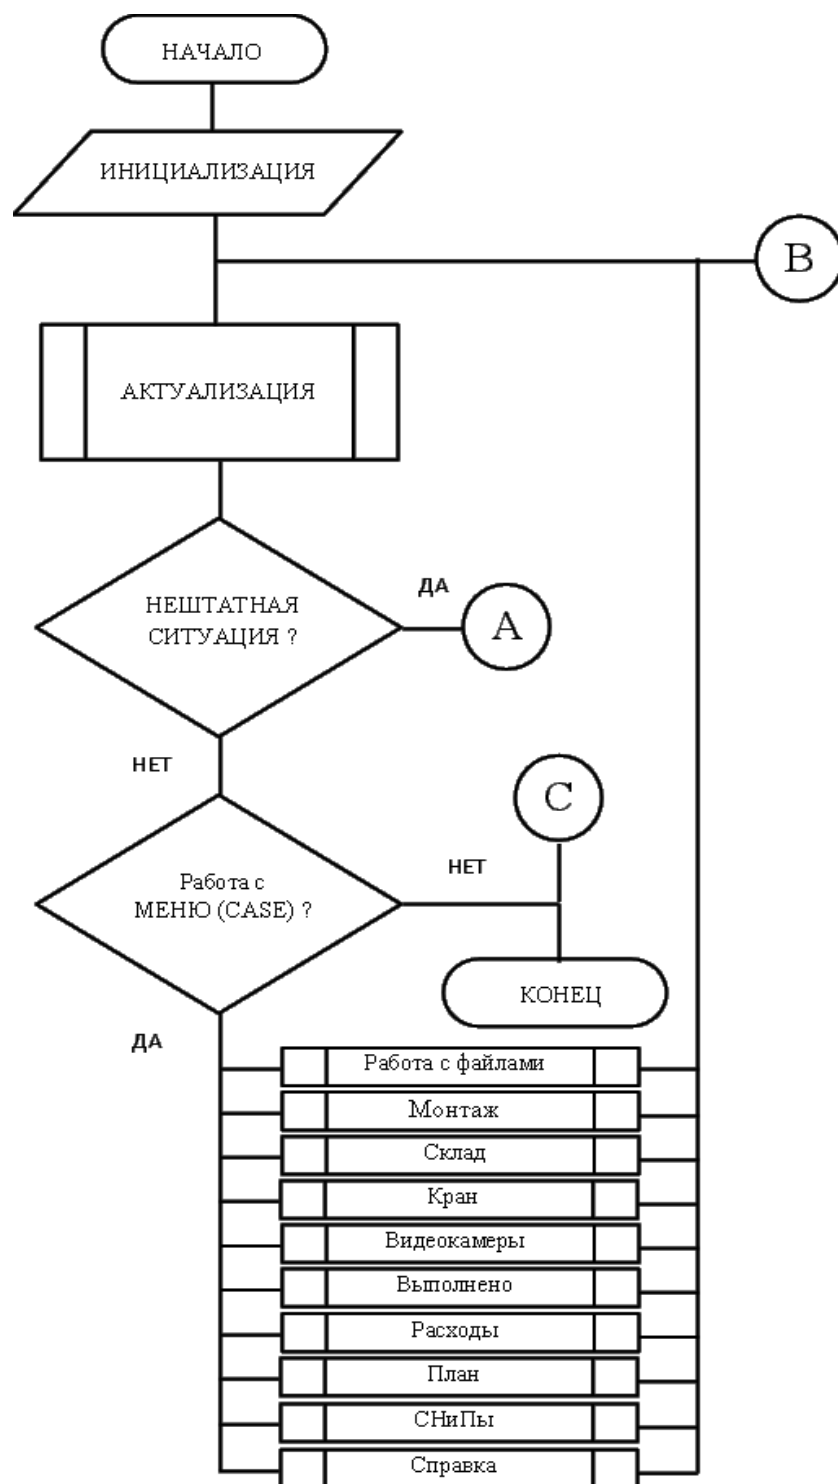 НАЧАЛО
ИНИЦИАЛИЗАЦИЯ
B
АКТУАЛИЗАЦИЯ
НЕШТАТНАЯ
СИТУАЦИЯ ?
ДА
A
НЕТ
C
Работа с
МЕНЮ (CASE) ?
НЕТ
КОНЕЦ
ДА
Работа с файлами
Монтаж
Склад
Кран
Видеокамеры
Выполнено
Расходы
План
СНиПы
Справка